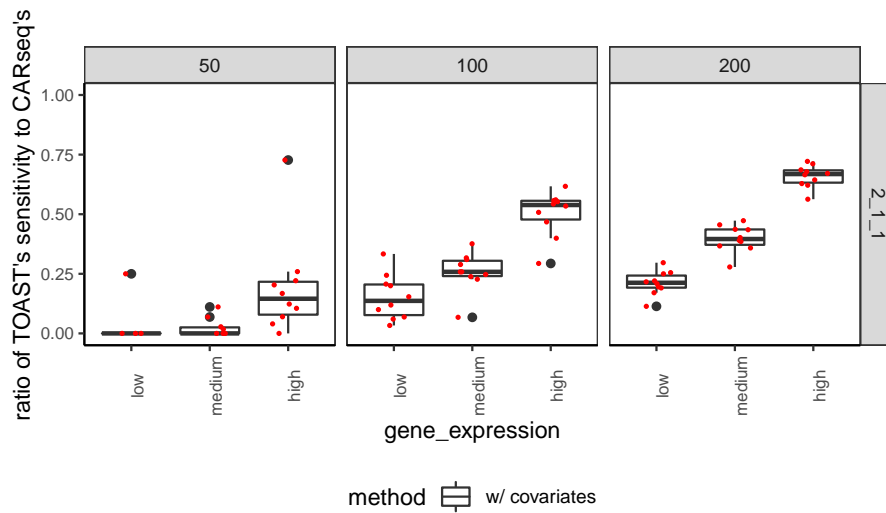 ratio of TOAST's sensitivity to CARseq's
50
100
200
1.00
0.75
0.50
0.25
0.00
2_1_1
low
medium
high
low
medium
high
low
medium
high
gene_expression
method w/ covariates